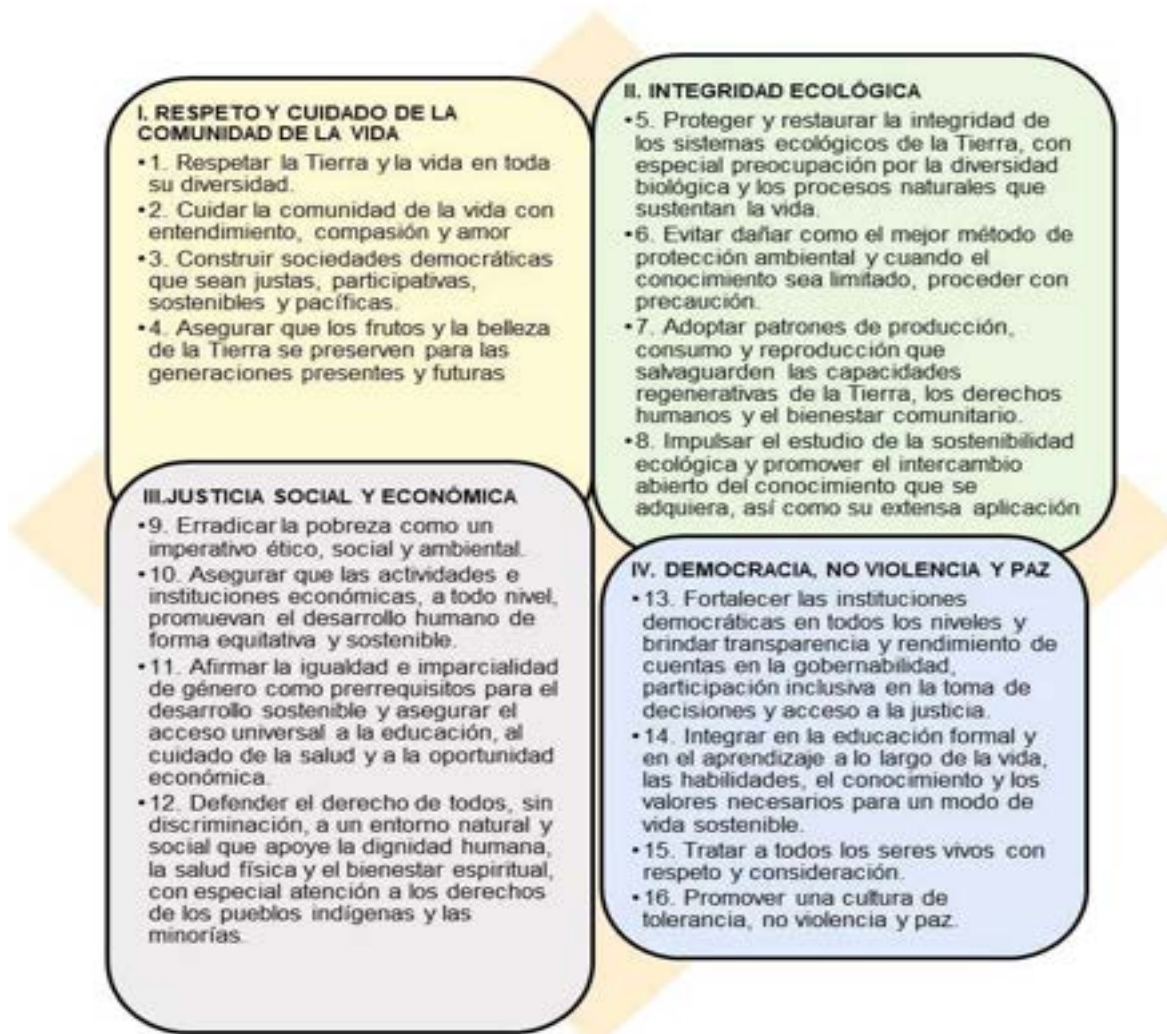 I. RESPETO Y CUIDADO DE LA
COMUNIDAD DE LA VIDA
•1. Respetar la Tierra y la vida en toda
su diversidad.
•2. Cuidar la comunidad de la vida con
entendimiento, compasión y amor
•3. Construir sociedades democráticas
que sean justas, participativas,
sostenibles y pacíficas.
•4. Asegurar que los frutos y la belleza
de la Tierra se preserven para las
generaciones presentes y futuras
II. INTEGRIDAD ECOLÓGICA
•5. Proteger y restaurar la integridad de
los sistemas ecológicos de la Tierra, con
especial preocupación por la diversidad
biológica y los procesos naturales que
sustentan la vida.
•6. Evitar dañar como el mejor método de
protección ambiental y cuando el
conocimiento sea limitado, proceder con
precaución.
•7. Adoptar patrones de producción,
consumo y reproducción que
salvaguarden las capacidades
regenerativas de la Tierra, los derechos
humanos y el bienestar comunitario.
•8. Impulsar el estudio de la sostenibilidad
ecológica y promover el intercambio
abierto del conocimiento que se
adquiera, así como su extensa aplicación
III.JUSTICIA SOCIAL Y ECONÓMICA
•9. Erradicar la pobreza como un
imperativo ético, social y ambiental.
•10. Asegurar que las actividades e
instituciones económicas, a todo nivel,
promuevan el desarrollo humano de
forma equitativa y sostenible.
•11. Afirmar la igualdad e imparcialidad
de género como prerrequisitos para el
desarrollo sostenible y asegurar el
acceso universal a la educación, al
cuidado de la salud y a la oportunidad
económica.
•12. Defender el derecho de todos, sin
discriminación, a un entorno natural y
social que apoye la dignidad humana,
la salud física y el bienestar espiritual,
con especial atención a los derechos
de los pueblos indígenas y las
minorías.
IV. DEMOCRACIA, NO VIOLENCIA Y PAZ
•13. Fortalecer las instituciones
democráticas en todos los niveles y
brindar transparencia y rendimiento de
cuentas en la gobernabilidad,
participación inclusiva en la toma de
decisiones y acceso a la justicia.
•14. Integrar en la educación formal y
en el aprendizaje a lo largo de la vida,
las habilidades, el conocimiento y los
valores necesarios para un modo de
vida sostenible.
•15. Tratar a todos los seres vivos con
respeto y consideración.
•16. Promover una cultura de
tolerancia, no violencia y paz.